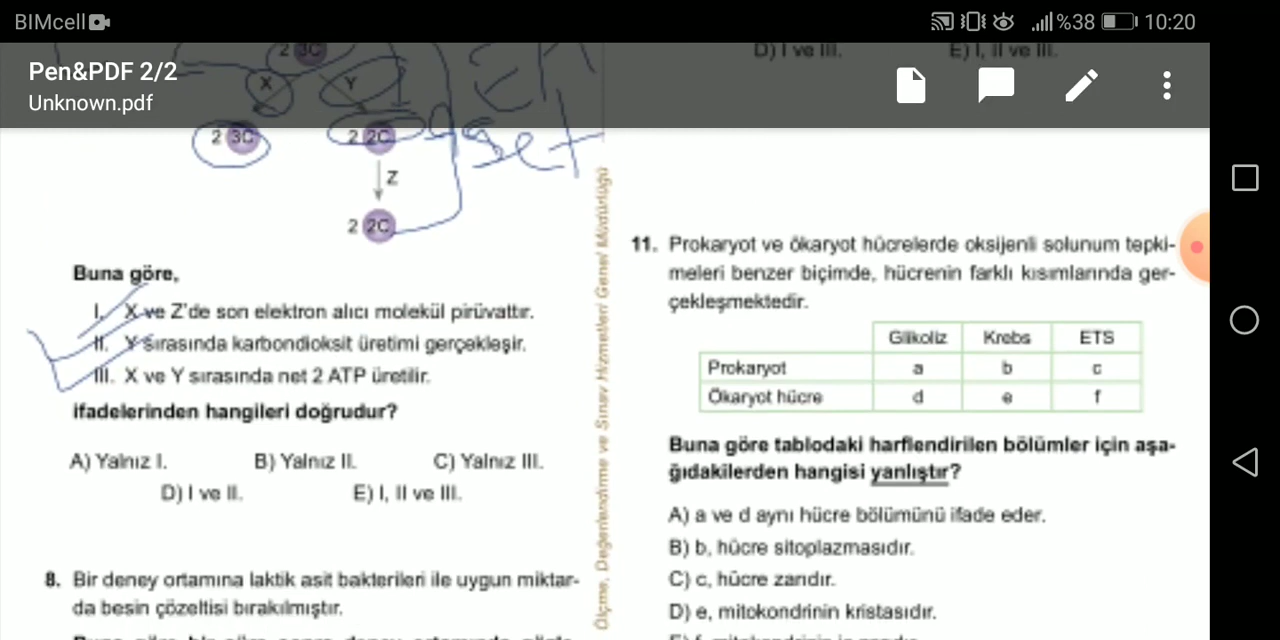 BIMcell
%38
10:20
Pen&PDF 2/2
Unknown.pdf
2 3C
X
Y
2 3C
2 2C
Z
2 2C
set
Buna göre,
I. X ve Z'de son elektron alıcı molekül pirüvattır.
II. Y sırasında karbondioksit üretimi gerçekleşir.
III. X ve Y sırasında net 2 ATP üretilir.
ifadelerinden hangileri doğrudur?
A) Yalnız I.
B) Yalnız II.
C) Yalnız III.
D) I ve II.
E) I, II ve III.
8. Bir deney ortamına laktik asit bakterileri ile uygun miktar-
da besin çözeltisi bırakılmıştır.
Ölçme, Değerlendirme ve Sınav Hizmetleri Genel Müdürlüğü
D) I ve III.
E) I, II ve III.
11. Prokaryot ve ökaryot hücrelerde oksijenli solunum tepki-
meleri benzer biçimde, hücrenin farklı kısımlarında ger-
çekleşmektedir.
Glikoliz Krebs ETS
Prokaryot a b c
Ökaryot hücre d e f
Buna göre tablodaki harflendirilen bölümler için aşa-
ğıdakilerden hangisi yanlıştır?
A) a ve d aynı hücre bölümünü ifade eder.
B) b, hücre sitoplazmasıdır.
C) c, hücre zarıdır.
D) e, mitokondrinin kristasıdır.
E) f, mitokondrinin iç zarıdır.